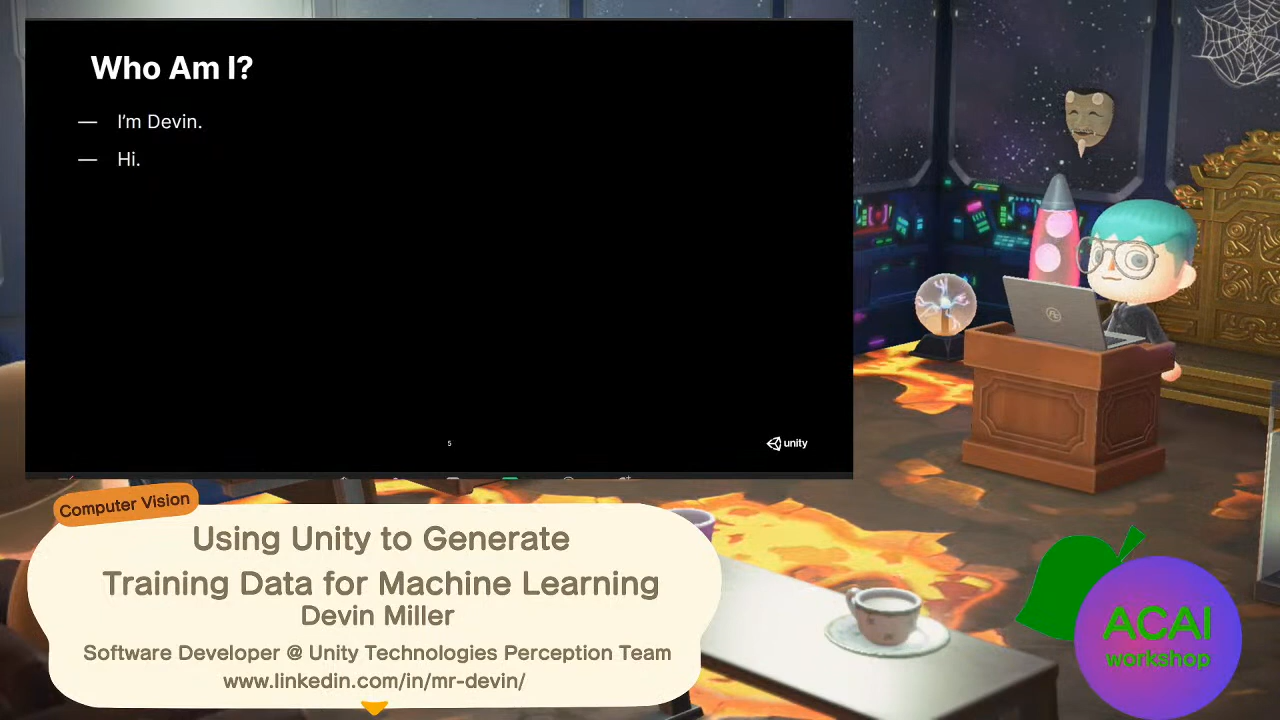 Who Am I?
— I'm Devin.
— Hi.
5
unity
Computer Vision
Using Unity to Generate
Training Data for Machine Learning
Devin Miller
Software Developer @ Unity Technologies Perception Team
www.linkedin.com/in/mr-devin/
ACAI
workshop